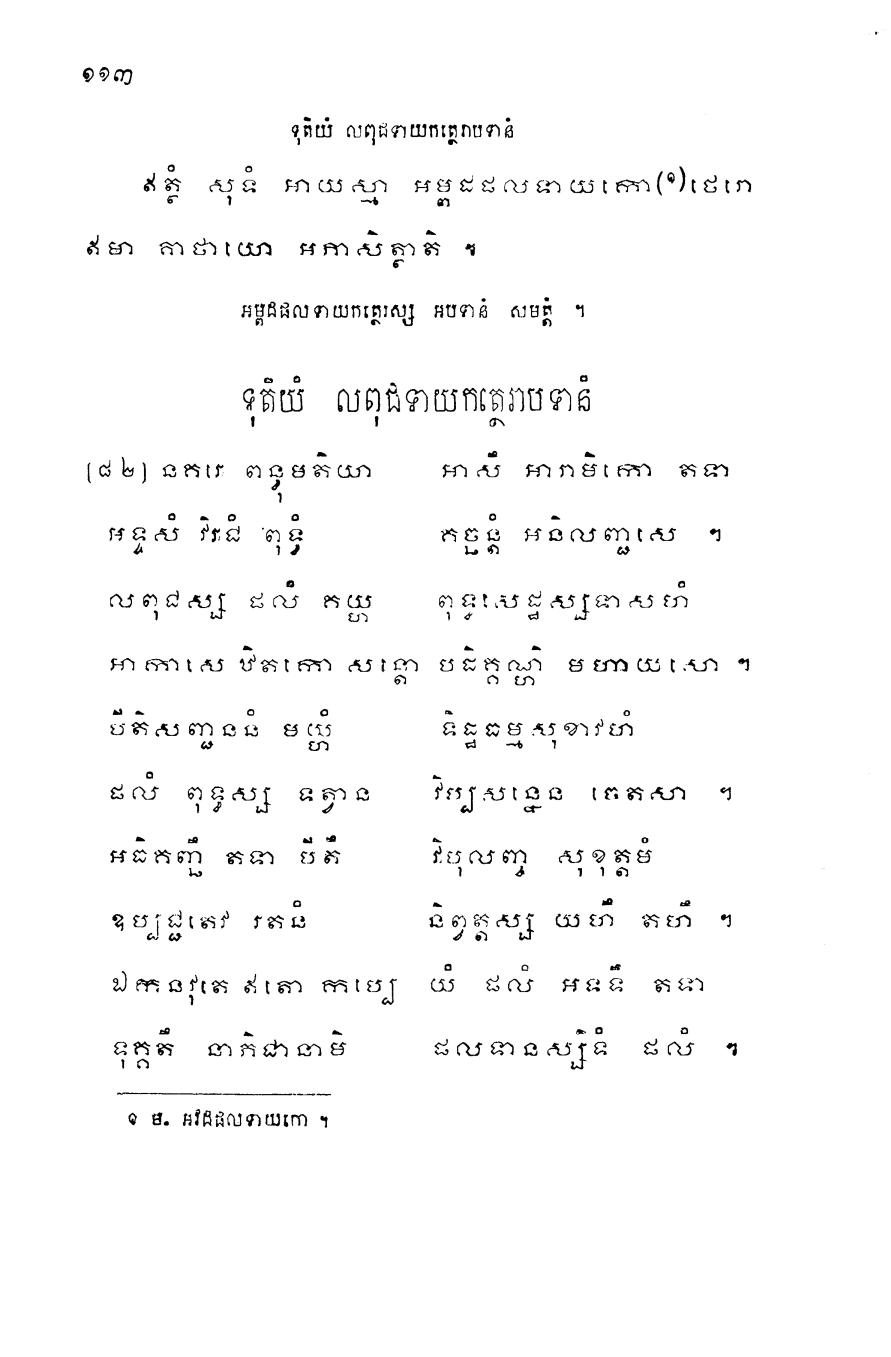 ១១៣
ទុតិយំ លពុជទាយកត្ថេរាបទានំ
ឥត្ថំ សុទំ អាយស្មា អម្ពដផលទាយកោ(១)ថេរោ
ឥមា គាថាយោ អភាសិត្ថាតិ ។
អម្ពដផលទាយកត្ថេរស្ស អបទានំ សមត្តំ ។
ទុតិយំ លពុជទាយកត្ថេរាបទានំ
[៨២] នគរេ ពន្ធុមតិយា អាសឹ អារាមិកោ តទា
អទ្ទសំ វិរជំ ពុទ្ធំ គច្ឆន្តំ អនិលញ្ជសេ ។
លពុជស្ស ផលំ គយ្ហ ពុទ្ធសេដ្ឋស្សទាសហំ
អាកាសេ ឋិតកោ សន្តោ បដិគ្គណ្ហិ មហាយសោ ។
បីតិសញ្ជននំ មយ្ហំ ទិដ្ឋធម្មសុខាវហំ
ផលំ ពុទ្ធស្ស ទត្វាន វិប្បសន្នេន ចេតសា ។
អធិគញ្ឆឹ តទា បីតឹ វិបុលញ្ច សុខុត្តមំ
ឧប្បជ្ជតេវ រតនំ និព្វត្តស្ស យហឹ តហឹ ។
ឯកនវុតេ ឥតោ កប្បេ យំ ផលំ អទទឹ តទា
ទុគ្គតឹ នាភិជានាមិ ផលទានស្សិទំ ផលំ ។
១ ម. អវដផលទាយកោ ។